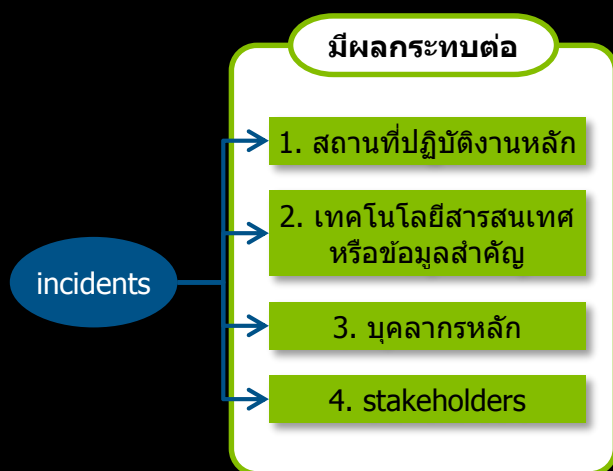 มีผลกระทบต่อ
1. สถานที่ปฏิบัติงานหลัก
2. เทคโนโลยีสารสนเทศ
หรือข้อมูลสำคัญ
incidents
3. บุคลากรหลัก
4. stakeholders